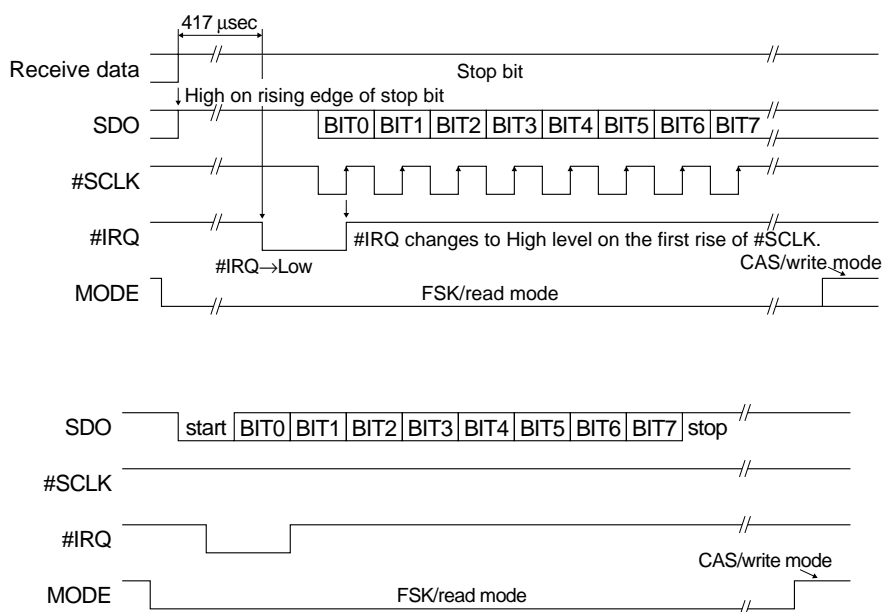 417 μsec
Receive data
Stop bit
High on rising edge of stop bit
SDO
BIT0 BIT1 BIT2 BIT3 BIT4 BIT5 BIT6 BIT7
#SCLK
#IRQ
#IRQ changes to High level on the first rise of #SCLK.
#IRQ→Low
CAS/write mode
MODE
FSK/read mode
SDO
start BIT0 BIT1 BIT2 BIT3 BIT4 BIT5 BIT6 BIT7 stop
#SCLK
#IRQ
CAS/write mode
MODE
FSK/read mode